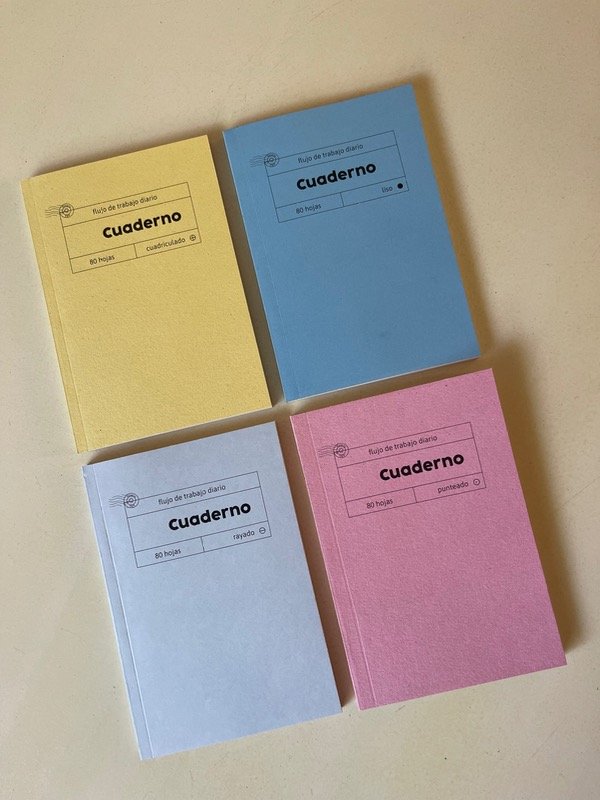 flujo de trabajo diario
cuaderno
80 hojas cuadriculado
flujo de trabajo diario
cuaderno
80 hojas liso
flujo de trabajo diario
cuaderno
80 hojas rayado
flujo de trabajo diario
cuaderno
80 hojas punteado